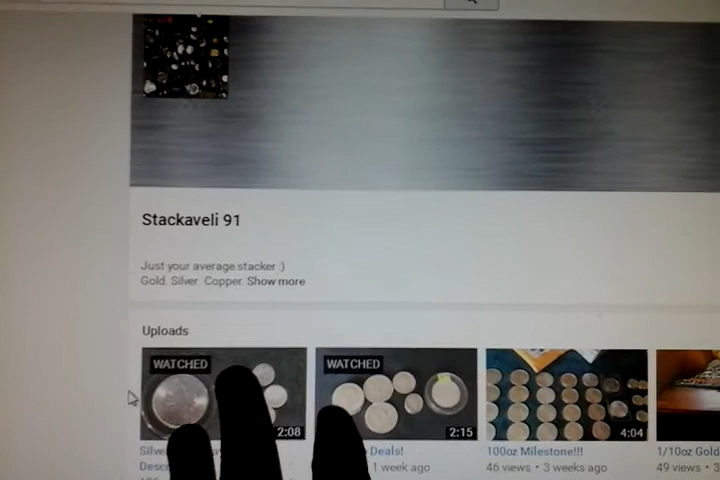 Stackaveli 91
Just your average stacker :)
Gold. Silver. Copper. Show more
Uploads
WATCHED
2:08
WATCHED
2:15
4:04
Deals!
1 week ago
100oz Milestone!!!
46 views • 3 weeks ago
1/10oz Gold
49 views •